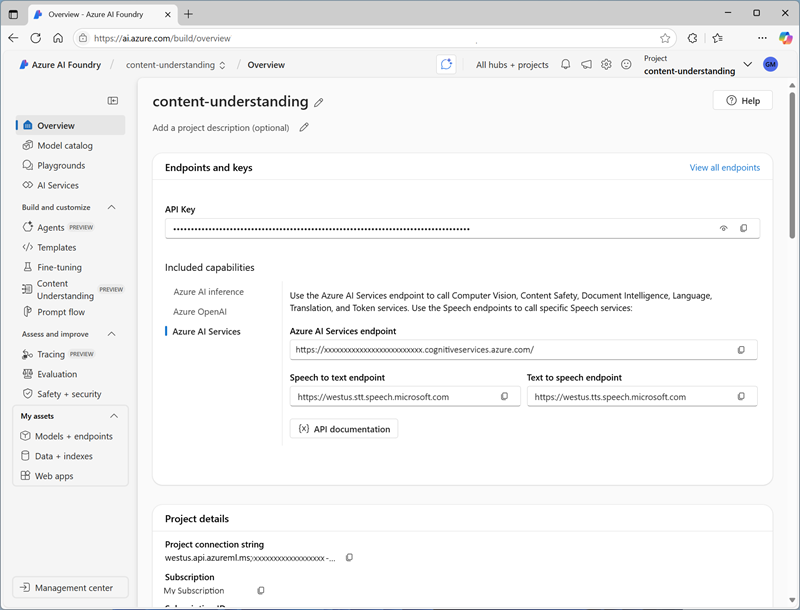 Overview - Azure AI Foundry
https://ai.azure.com/build/overview
Azure AI Foundry / content-understanding / Overview
All hubs + projects
Project
content-understanding
GM
Overview
Model catalog
Playgrounds
AI Services
Build and customize
Agents PREVIEW
Templates
Fine-tuning
Content
Understanding PREVIEW
Prompt flow
Assess and improve
Tracing PREVIEW
Evaluation
Safety + security
My assets
Models + endpoints
Data + indexes
Web apps
Management center
content-understanding
Help
Add a project description (optional)
Endpoints and keys
View all endpoints
API Key
Included capabilities
Azure AI inference
Azure OpenAI
Azure AI Services
Use the Azure AI Services endpoint to call Computer Vision, Content Safety, Document Intelligence, Language,
Translation, and Token services. Use the Speech endpoints to call specific Speech services:
Azure AI Services endpoint
https://xxxxxxxxxxxxxxxxxxxxxxxx.cognitiveservices.azure.com/
Speech to text endpoint
https://westus.stt.speech.microsoft.com
Text to speech endpoint
https://westus.tts.speech.microsoft.com
{x} API documentation
Project details
Project connection string
westus.api.azureml.ms;xxxxxxxxxxxxxxxxxx-...
Subscription
My Subscription
Subscription ID